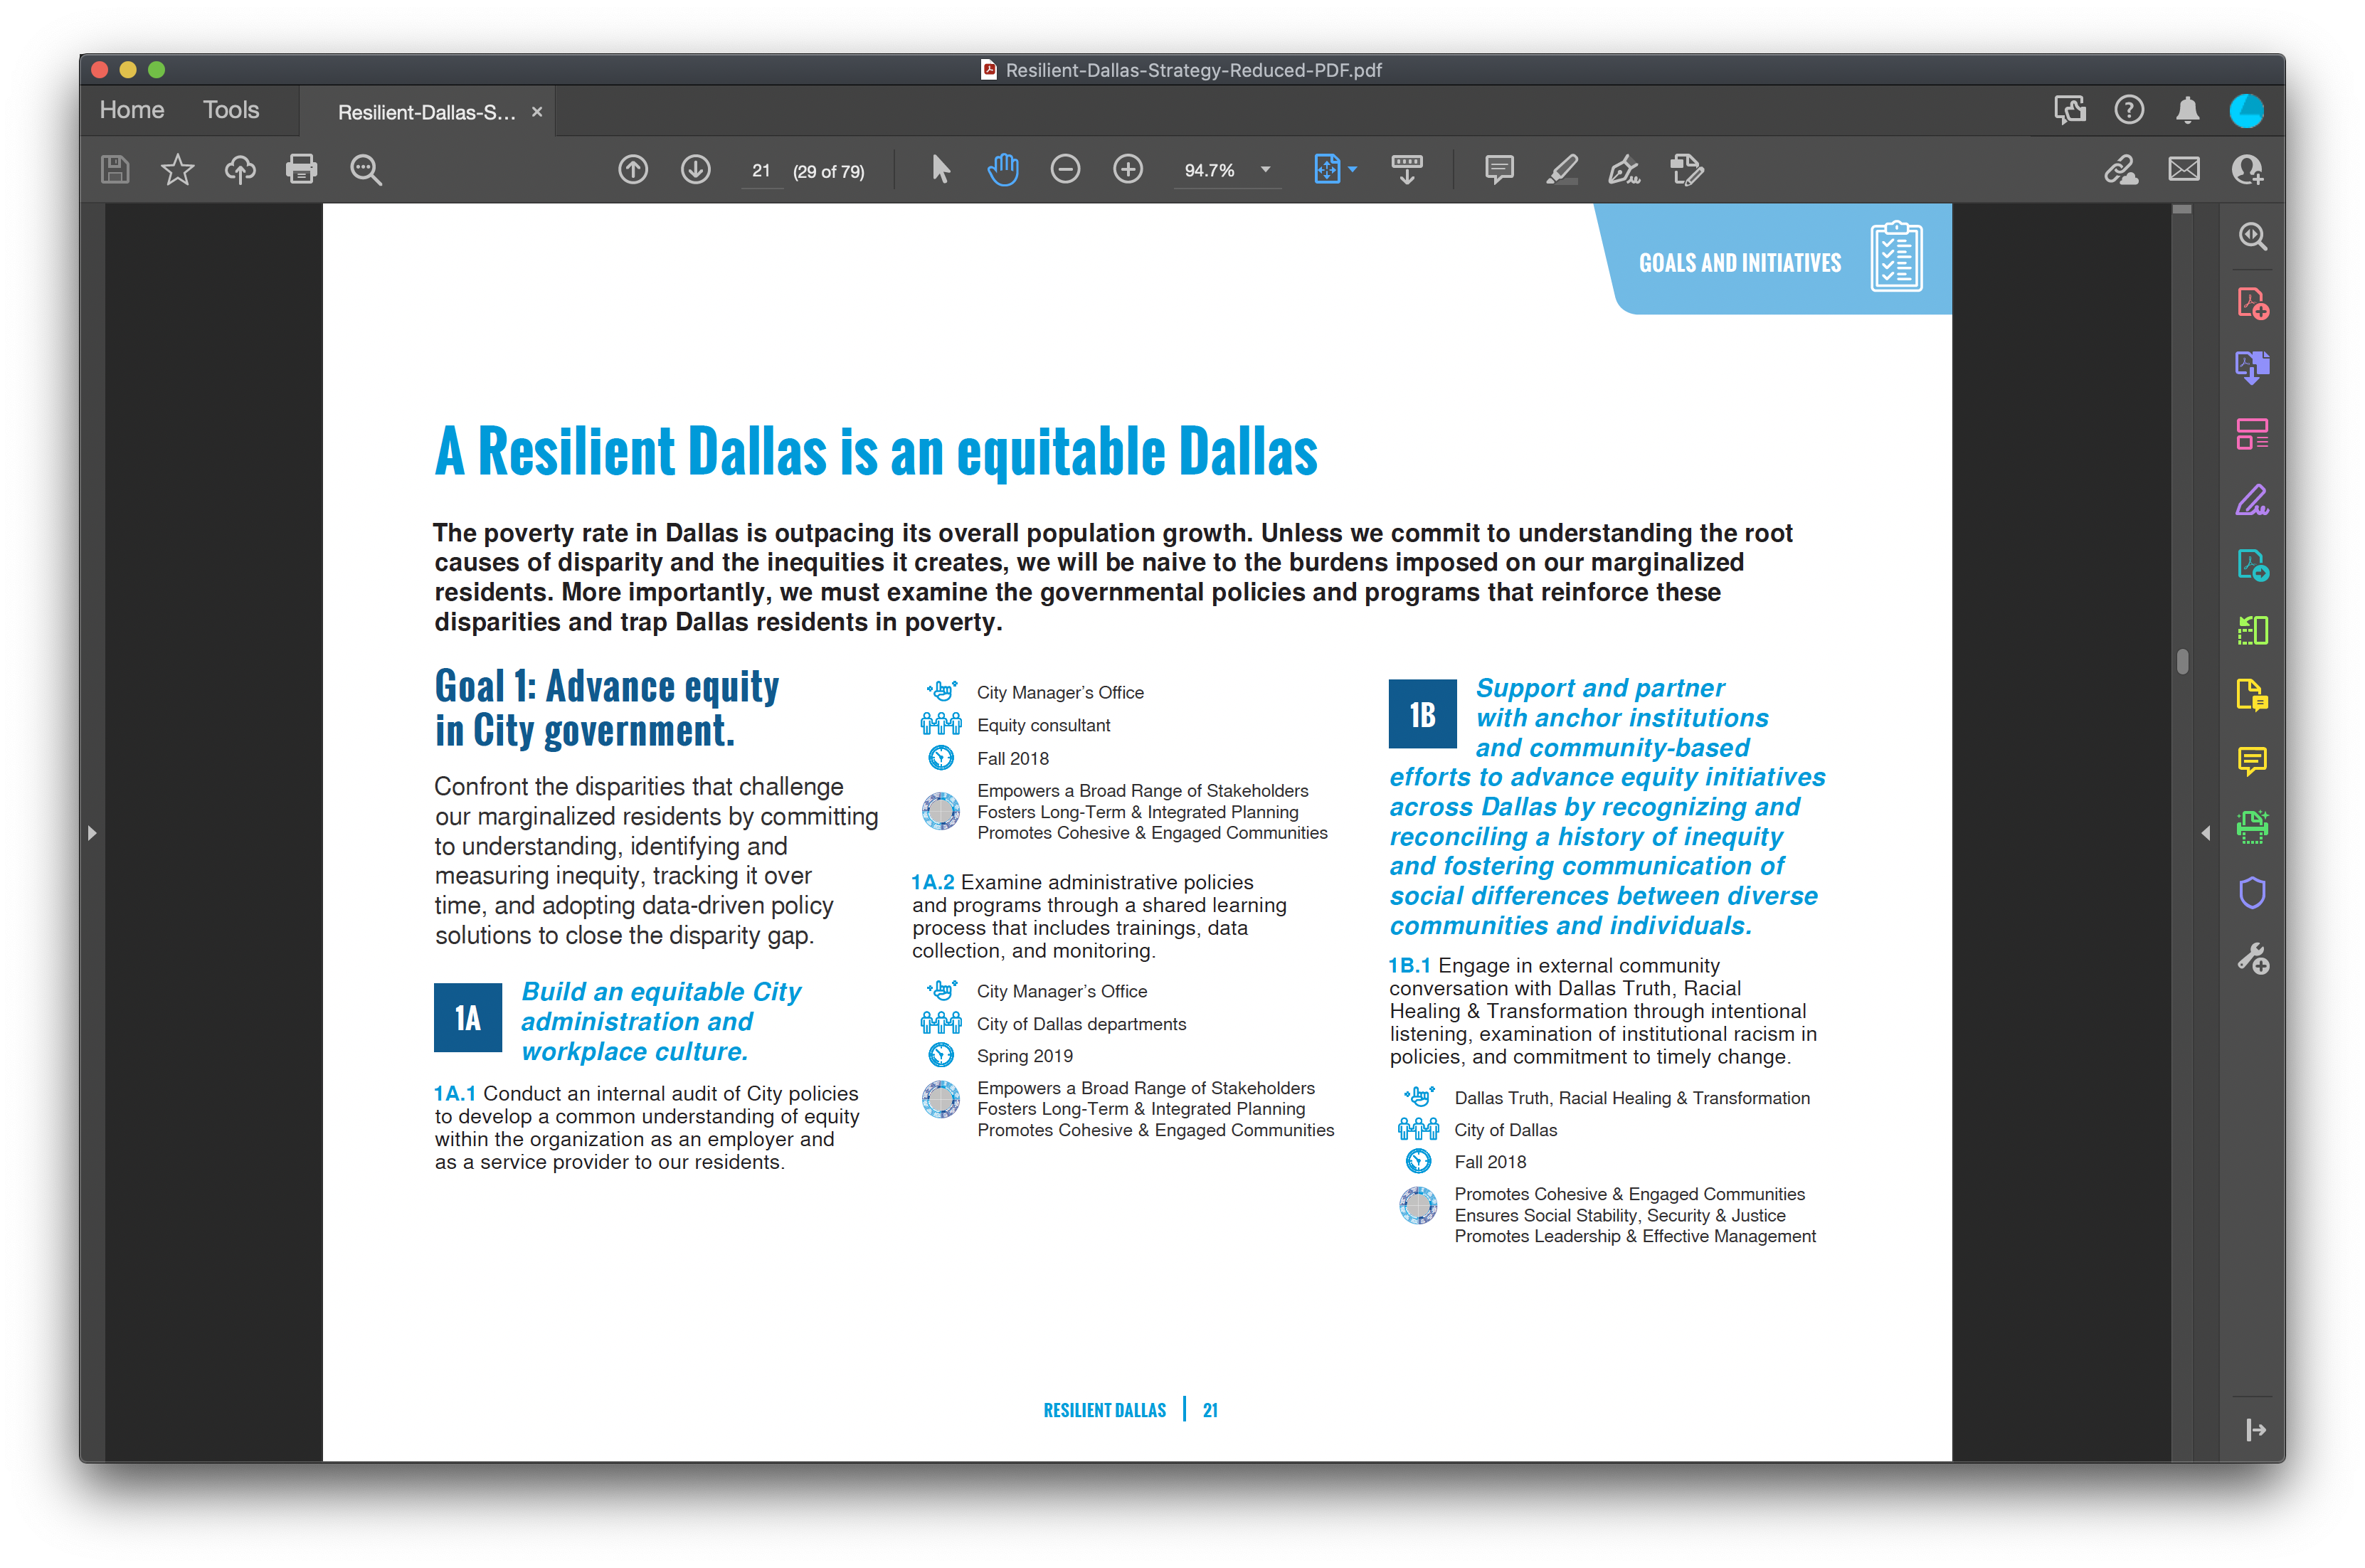 Resilient-Dallas-Strategy-Reduced-PDF.pdf
Home Tools Resilient-Dallas-S... ×
21 (29 of 79) 94.7%
GOALS AND INITIATIVES
A Resilient Dallas is an equitable Dallas
The poverty rate in Dallas is outpacing its overall population growth. Unless we commit to understanding the root
causes of disparity and the inequities it creates, we will be naive to the burdens imposed on our marginalized
residents. More importantly, we must examine the governmental policies and programs that reinforce these
disparities and trap Dallas residents in poverty.
Goal 1: Advance equity
in City government.
Confront the disparities that challenge
our marginalized residents by committing
to understanding, identifying and
measuring inequity, tracking it over
time, and adopting data-driven policy
solutions to close the disparity gap.
1A
Build an equitable City
administration and
workplace culture.
1A.1 Conduct an internal audit of City policies
to develop a common understanding of equity
within the organization as an employer and
as a service provider to our residents.
City Manager’s Office
Equity consultant
Fall 2018
Empowers a Broad Range of Stakeholders
Fosters Long-Term & Integrated Planning
Promotes Cohesive & Engaged Communities
1A.2 Examine administrative policies
and programs through a shared learning
process that includes trainings, data
collection, and monitoring.
City Manager’s Office
City of Dallas departments
Spring 2019
Empowers a Broad Range of Stakeholders
Fosters Long-Term & Integrated Planning
Promotes Cohesive & Engaged Communities
1B
Support and partner
with anchor institutions
and community-based
efforts to advance equity initiatives
across Dallas by recognizing and
reconciling a history of inequity
and fostering communication of
social differences between diverse
communities and individuals.
1B.1 Engage in external community
conversation with Dallas Truth, Racial
Healing & Transformation through intentional
listening, examination of institutional racism in
policies, and commitment to timely change.
Dallas Truth, Racial Healing & Transformation
City of Dallas
Fall 2018
Promotes Cohesive & Engaged Communities
Ensures Social Stability, Security & Justice
Promotes Leadership & Effective Management
RESILIENT DALLAS | 21